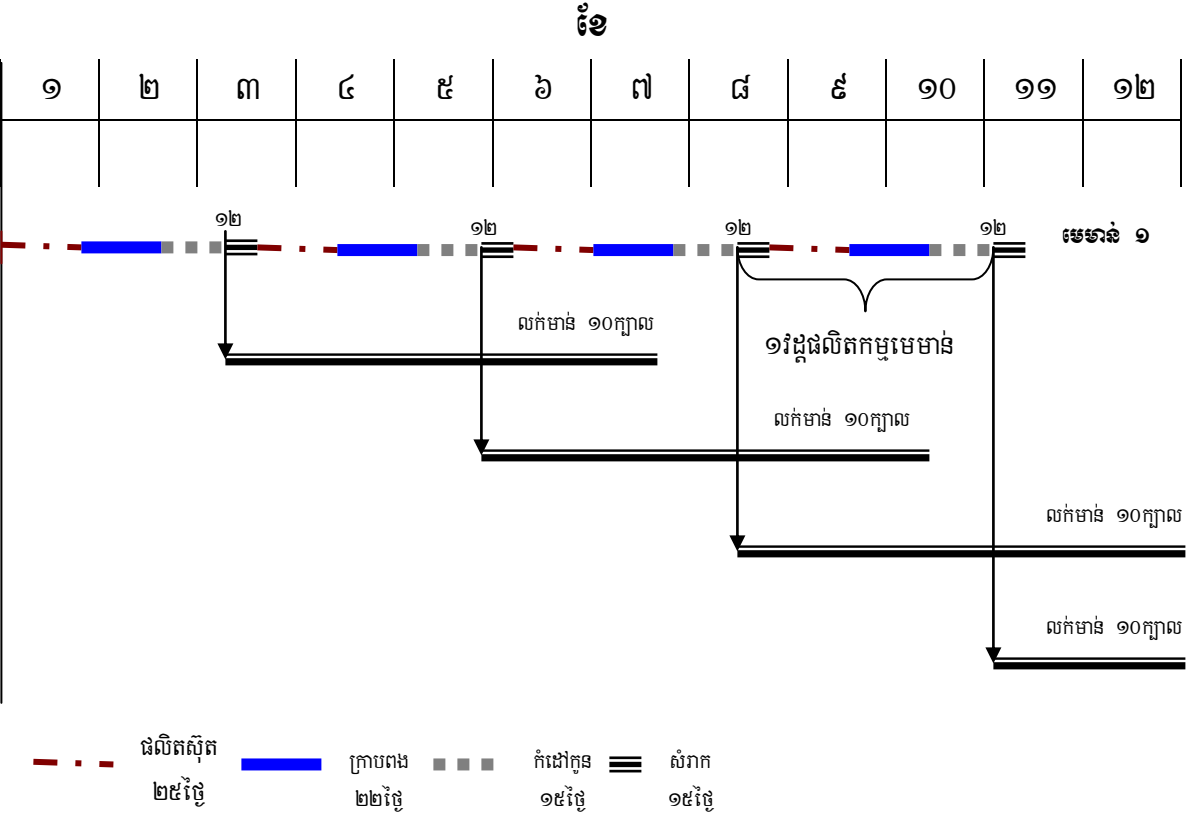 ខែ
១ ២ ៣ ៤ ៥ ៦ ៧ ៨ ៩ ១០ ១១ ១២
១២ ១២ ១២ ១២ មេមាន់ ១
លក់មាន់ ១០ក្បាល
១វដ្តផលិតកម្មមេមាន់
លក់មាន់ ១០ក្បាល
លក់មាន់ ១០ក្បាល
លក់មាន់ ១០ក្បាល
ផលិតស៊ុត ក្រាបពង កំដៅកូន សំរាក
២៥ថ្ងៃ ២២ថ្ងៃ ១៥ថ្ងៃ ១៥ថ្ងៃ